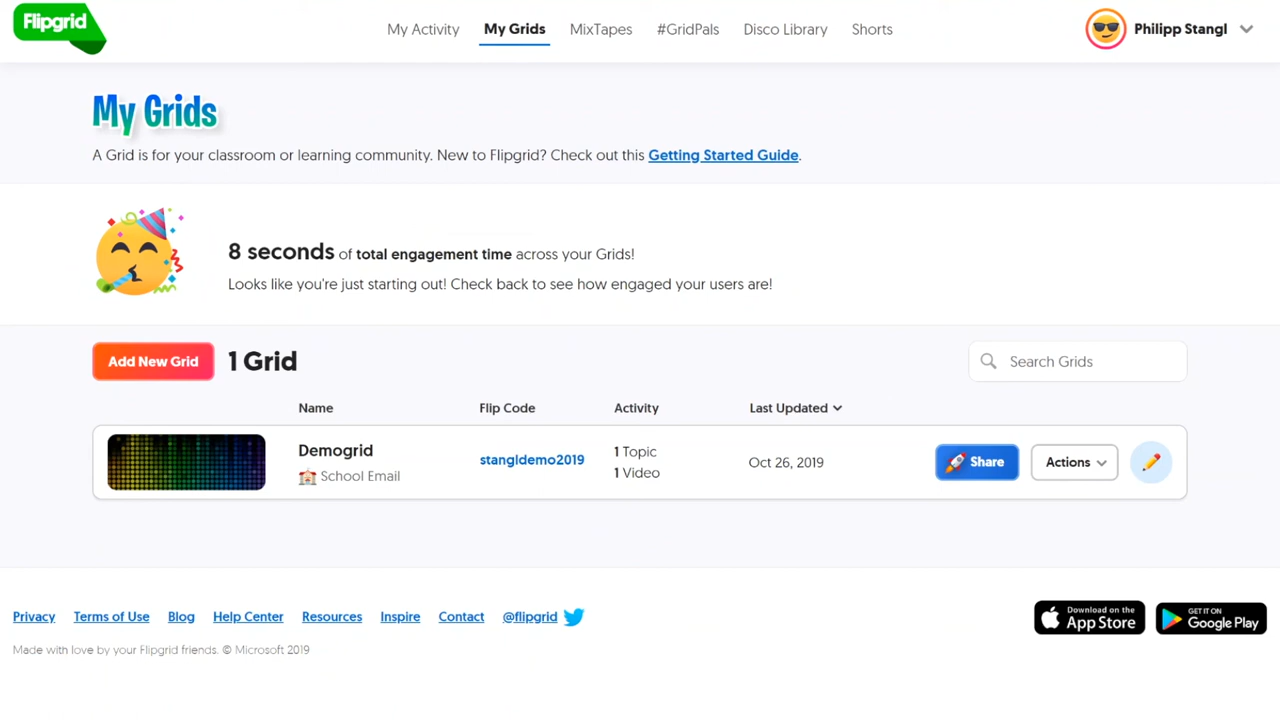 Flipgrid
My Activity
My Grids
MixTapes
#GridPals
Disco Library
Shorts
Philipp Stangl
My Grids
A Grid is for your classroom or learning community. New to Flipgrid? Check out this Getting Started Guide.
8 seconds of total engagement time across your Grids!
Looks like you're just starting out! Check back to see how engaged your users are!
Add New Grid
1 Grid
Search Grids
Name
Flip Code
Activity
Last Updated
Demogrid
School Email
stangldemo2019
1 Topic
1 Video
Oct 26, 2019
Share
Actions
Privacy
Terms of Use
Blog
Help Center
Resources
Inspire
Contact
@flipgrid
Download on the
App Store
GET IT ON
Google Play
Made with love by your Flipgrid friends. © Microsoft 2019